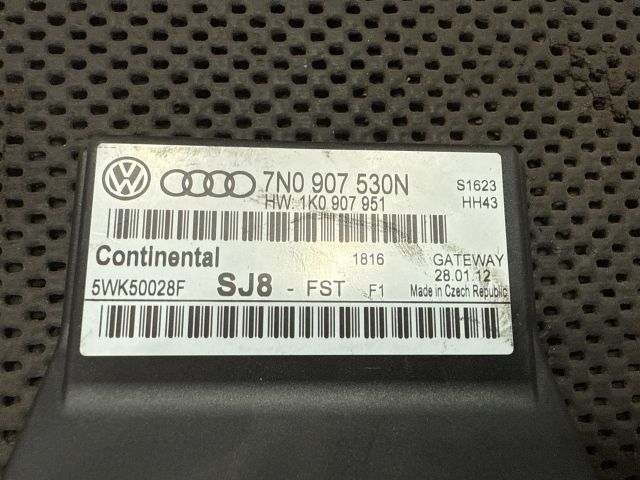 7N0 907 530N
HW: 1K0 907 951
S1623
HH43
Continental 1816 GATEWAY
28.01.12
5WK50028F SJ8 - FST F1 Made in Czech Republic